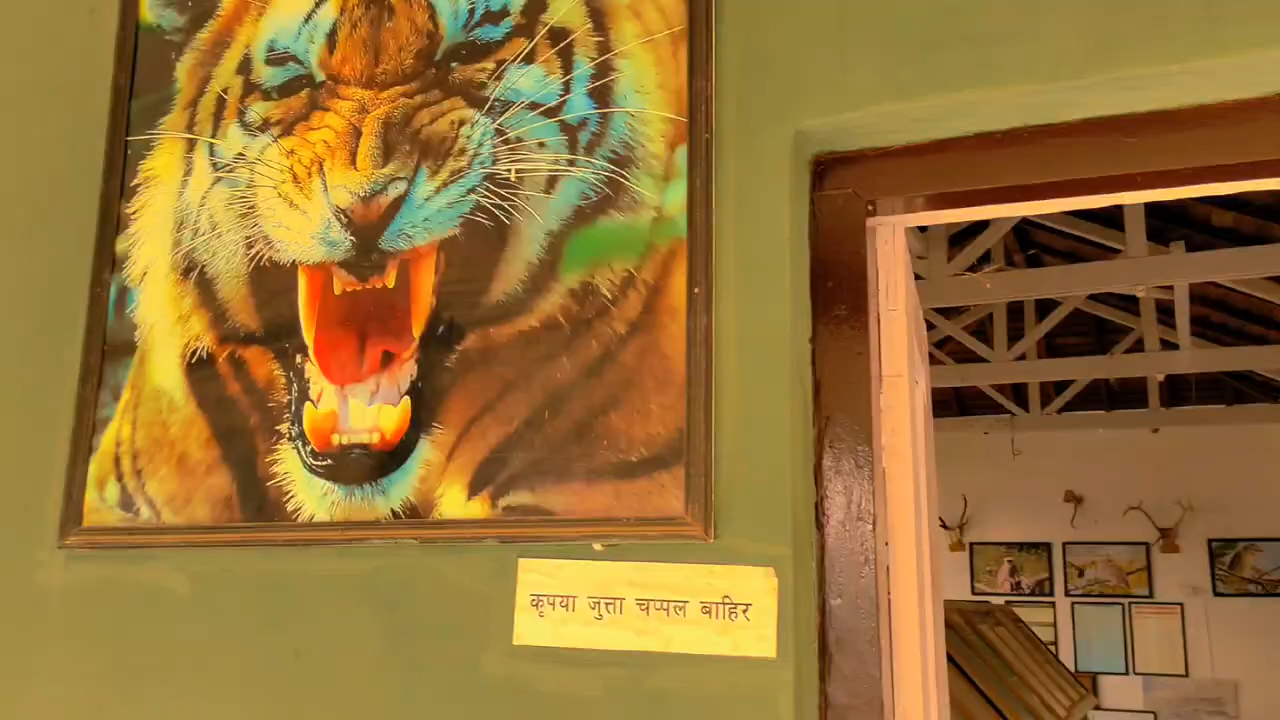 कृपया जुत्ता चप्पल बाहिर